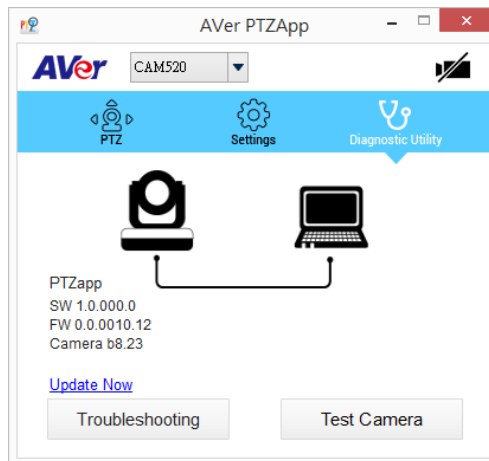 AVer PTZApp
AVer CAM520
PTZ Settings Diagnostic Utility
PTZapp
SW 1.0.000.0
FW 0.0.0010.12
Camera b8.23
Update Now
Troubleshooting Test Camera